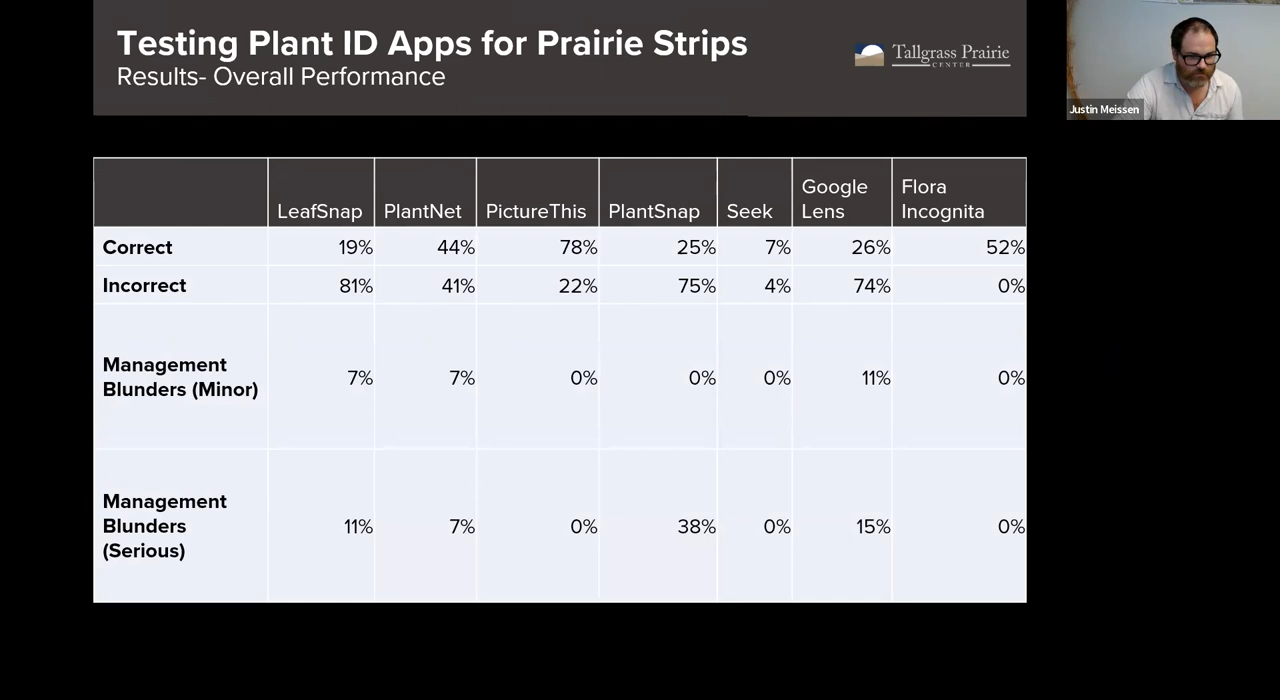 Testing Plant ID Apps for Prairie Strips
Results- Overall Performance
Tallgrass Prairie
CENTER
Justin Meissen
LeafSnap PlantNet PictureThis PlantSnap Seek Google Lens Flora Incognita
Correct 19% 44% 78% 25% 7% 26% 52%
Incorrect 81% 41% 22% 75% 4% 74% 0%
Management
Blunders (Minor) 7% 7% 0% 0% 0% 11% 0%
Management
Blunders
(Serious) 11% 7% 0% 38% 0% 15% 0%